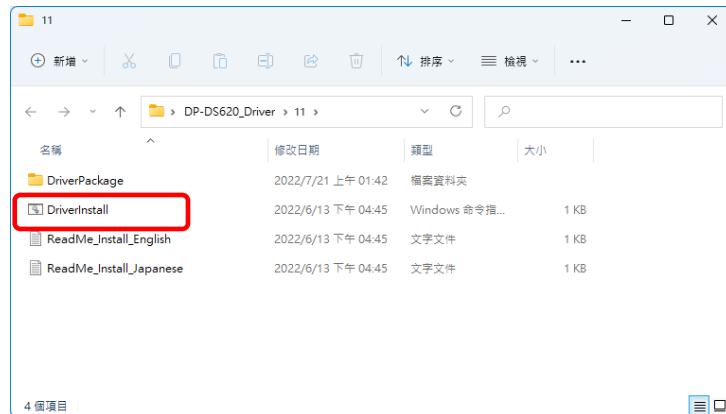 11
新增 排序 檢視
DP-DS620_Driver 11
名稱 修改日期 類型 大小
DriverPackage 2022/7/21 上午 01:42 檔案資料夾
DriverInstall 2022/6/13 下午 04:45 Windows 命令指... 1 KB
ReadMe_Install_English 2022/6/13 下午 04:45 文字文件 1 KB
ReadMe_Install_Japanese 2022/6/13 下午 04:45 文字文件 1 KB
4 個項目